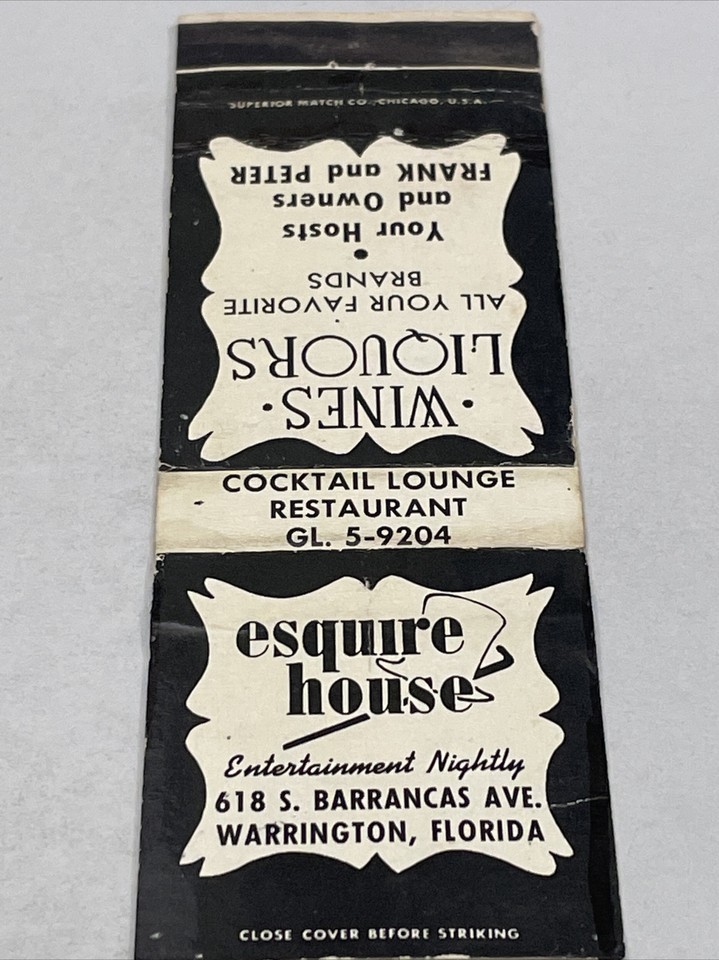 SUPERIOR MATCH CO., CHICAGO, U.S.A.
• WINES •
LIQUORS
ALL YOUR FAVORITE
BRANDS
•
Your Hosts
and Owners
FRANK and PETER
COCKTAIL LOUNGE
RESTAURANT
GL. 5-9204
esquire
house
Entertainment Nightly
618 S. BARRANCAS AVE.
WARRINGTON, FLORIDA
CLOSE COVER BEFORE STRIKING